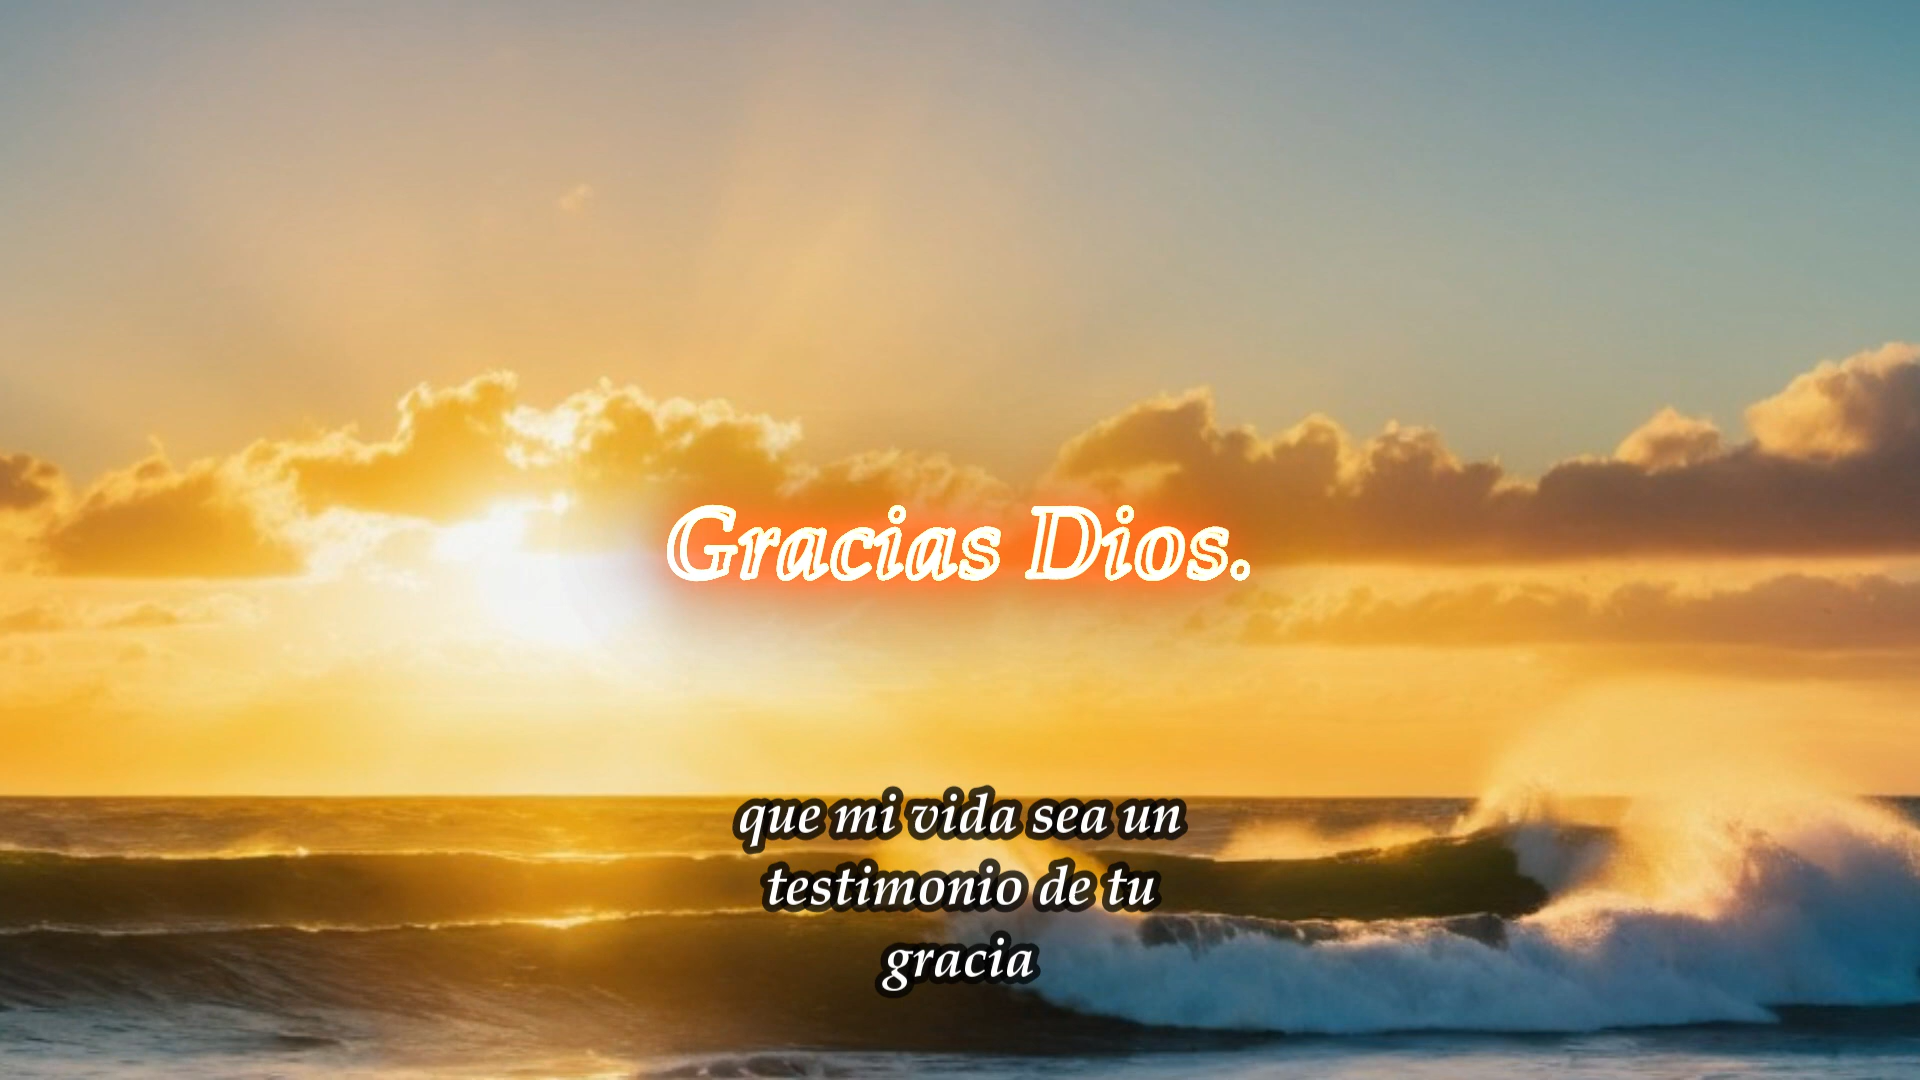 Gracias Dios.
que mi vida sea un
testimonio de tu
gracia